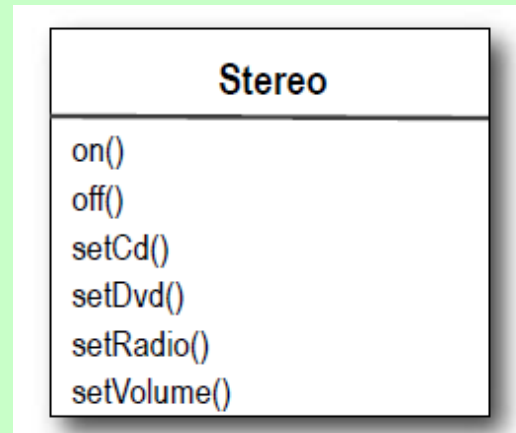 Stereo
on()
off()
setCd()
setDvd()
setRadio()
setVolume()